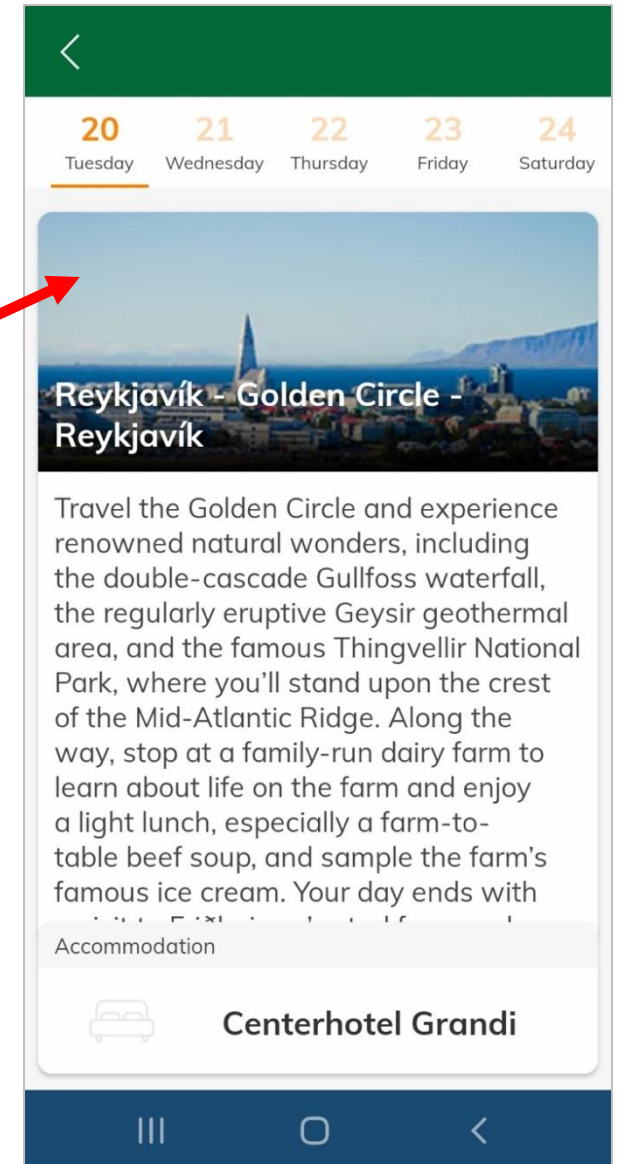 20 21 22 23 24
Tuesday Wednesday Thursday Friday Saturday
Reykjavík - Golden Circle -
Reykjavík
Travel the Golden Circle and experience
renowned natural wonders, including
the double-cascade Gullfoss waterfall,
the regularly eruptive Geysir geothermal
area, and the famous Thingvellir National
Park, where you'll stand upon the crest
of the Mid-Atlantic Ridge. Along the
way, stop at a family-run dairy farm to
learn about life on the farm and enjoy
a light lunch, especially a farm-to-
table beef soup, and sample the farm's
famous ice cream. Your day ends with
Accommodation
Centerhotel Grandi